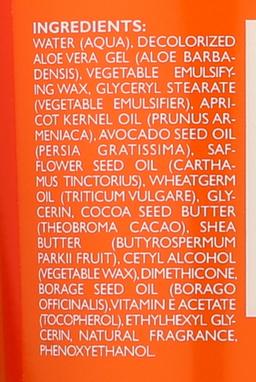 INGREDIENTS:
WATER (AQUA), DECOLORIZED
ALOE VERA GEL (ALOE BARBA-
DENSIS), VEGETABLE EMULSIFY-
ING WAX, GLYCERYL STEARATE
(VEGETABLE EMULSIFIER), APRI-
COT KERNEL OIL (PRUNUS AR-
MENIACA), AVOCADO SEED OIL
(PERSIA GRATISSIMA), SAF-
FLOWER SEED OIL (CARTHA-
MUS TINCTORIUS), WHEATGERM
OIL (TRITICUM VULGARE), GLY-
CERIN, COCOA SEED BUTTER
(THEOBROMA CACAO), SHEA
BUTTER (BUTYROSPERMUM
PARKII FRUIT), CETYL ALCOHOL
(VEGETABLE WAX), DIMETHICONE,
BORAGE SEED OIL (BORAGO
OFFICINALIS), VITAMIN E ACETATE
(TOCOPHEROL), ETHYLHEXYL GLY-
CERIN, NATURAL FRAGRANCE,
PHENOXYETHANOL.